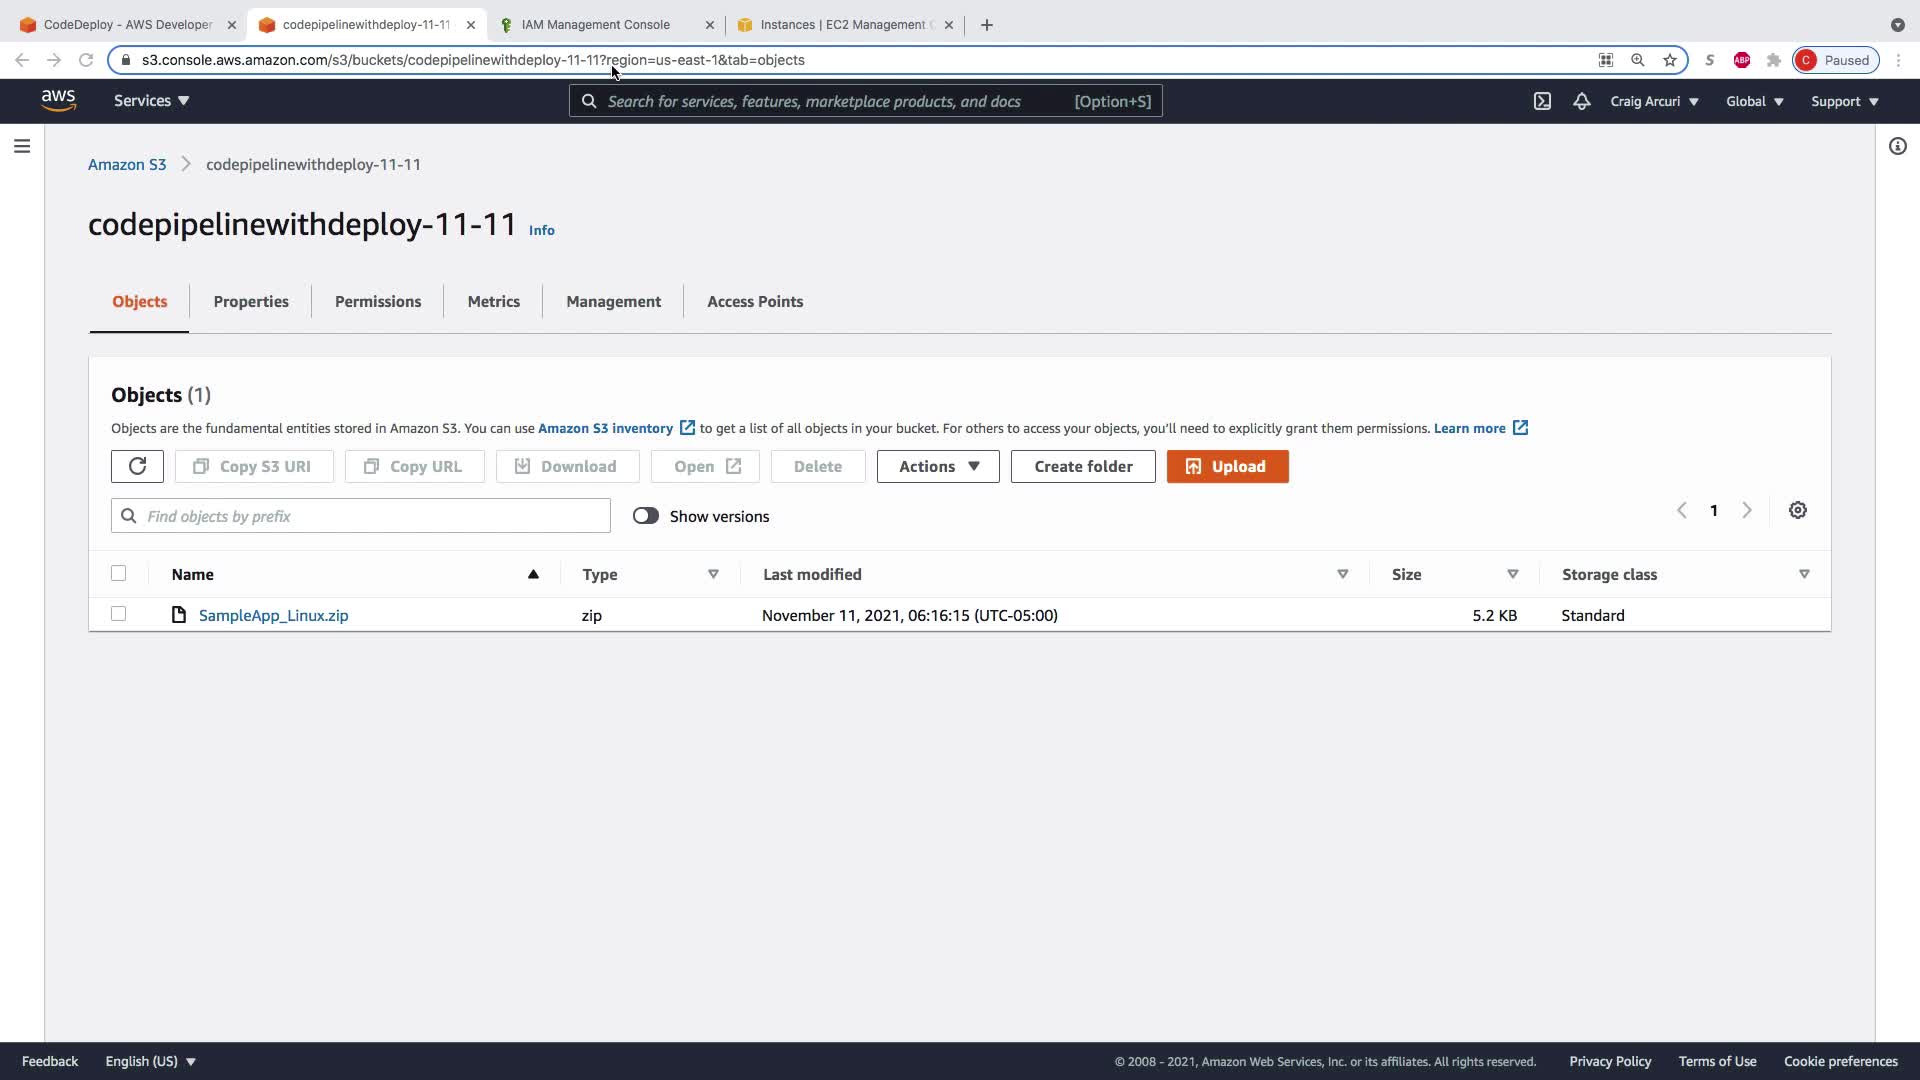 CodeDeploy - AWS Developer
codepipelinewithdeploy-11-11
IAM Management Console
Instances | EC2 Management C
s3.console.aws.amazon.com/s3/buckets/codepipelinewithdeploy-11-11?region=us-east-1&tab=objects
S
ABP
C
Paused
aws
Services
Search for services, features, marketplace products, and docs
[Option+S]
Craig Arcuri
Global
Support
Amazon S3
codepipelinewithdeploy-11-11
codepipelinewithdeploy-11-11 Info
Objects
Properties
Permissions
Metrics
Management
Access Points
Objects (1)
Objects are the fundamental entities stored in Amazon S3. You can use Amazon S3 inventory to get a list of all objects in your bucket. For others to access your objects, you'll need to explicitly grant them permissions. Learn more
Copy S3 URI
Copy URL
Download
Open
Delete
Actions
Create folder
Upload
Find objects by prefix
Show versions
1
Name
Type
Last modified
Size
Storage class
SampleApp_Linux.zip
zip
November 11, 2021, 06:16:15 (UTC-05:00)
5.2 KB
Standard
Feedback
English (US)
© 2008 - 2021, Amazon Web Services, Inc. or its affiliates. All rights reserved.
Privacy Policy
Terms of Use
Cookie preferences